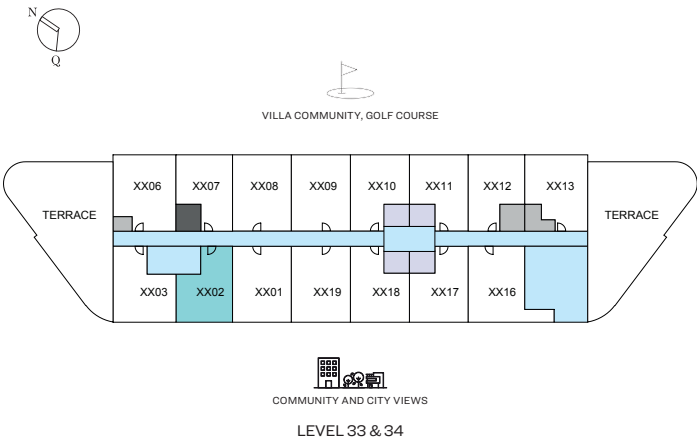 N
Q
VILLA COMMUNITY, GOLF COURSE
XX06 XX07 XX08 XX09 XX10 XX11 XX12 XX13
TERRACE TERRACE
XX03 XX02 XX01 XX19 XX18 XX17 XX16
COMMUNITY AND CITY VIEWS
LEVEL 33 & 34